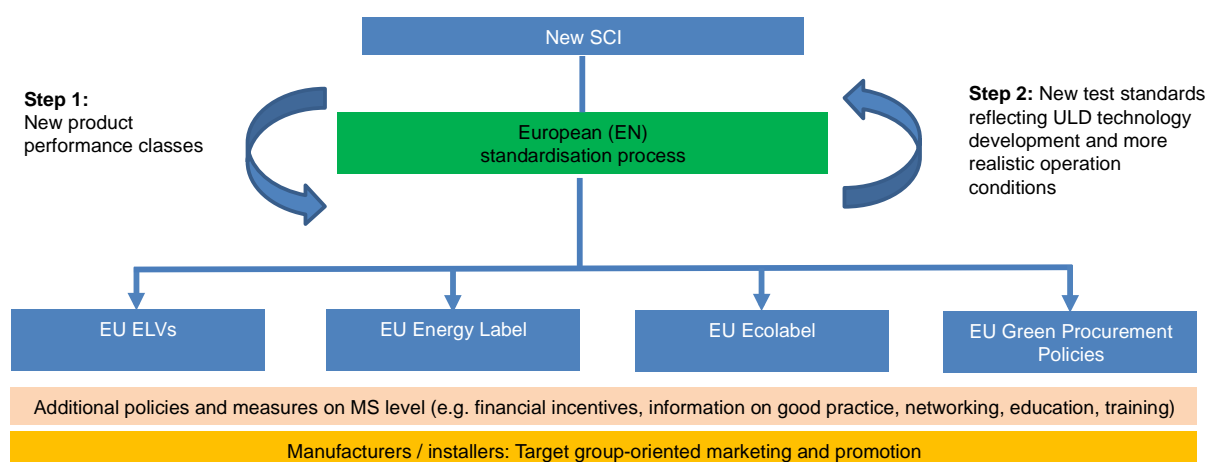 New SCI
Step 1:
New product
performance classes
European (EN)
standardisation process
Step 2: New test standards
reflecting ULD technology
development and more
realistic operation
conditions
EU ELVs
EU Energy Label
EU Ecolabel
EU Green Procurement
Policies
Additional policies and measures on MS level (e.g. financial incentives, information on good practice, networking, education, training)
Manufacturers / installers: Target group-oriented marketing and promotion